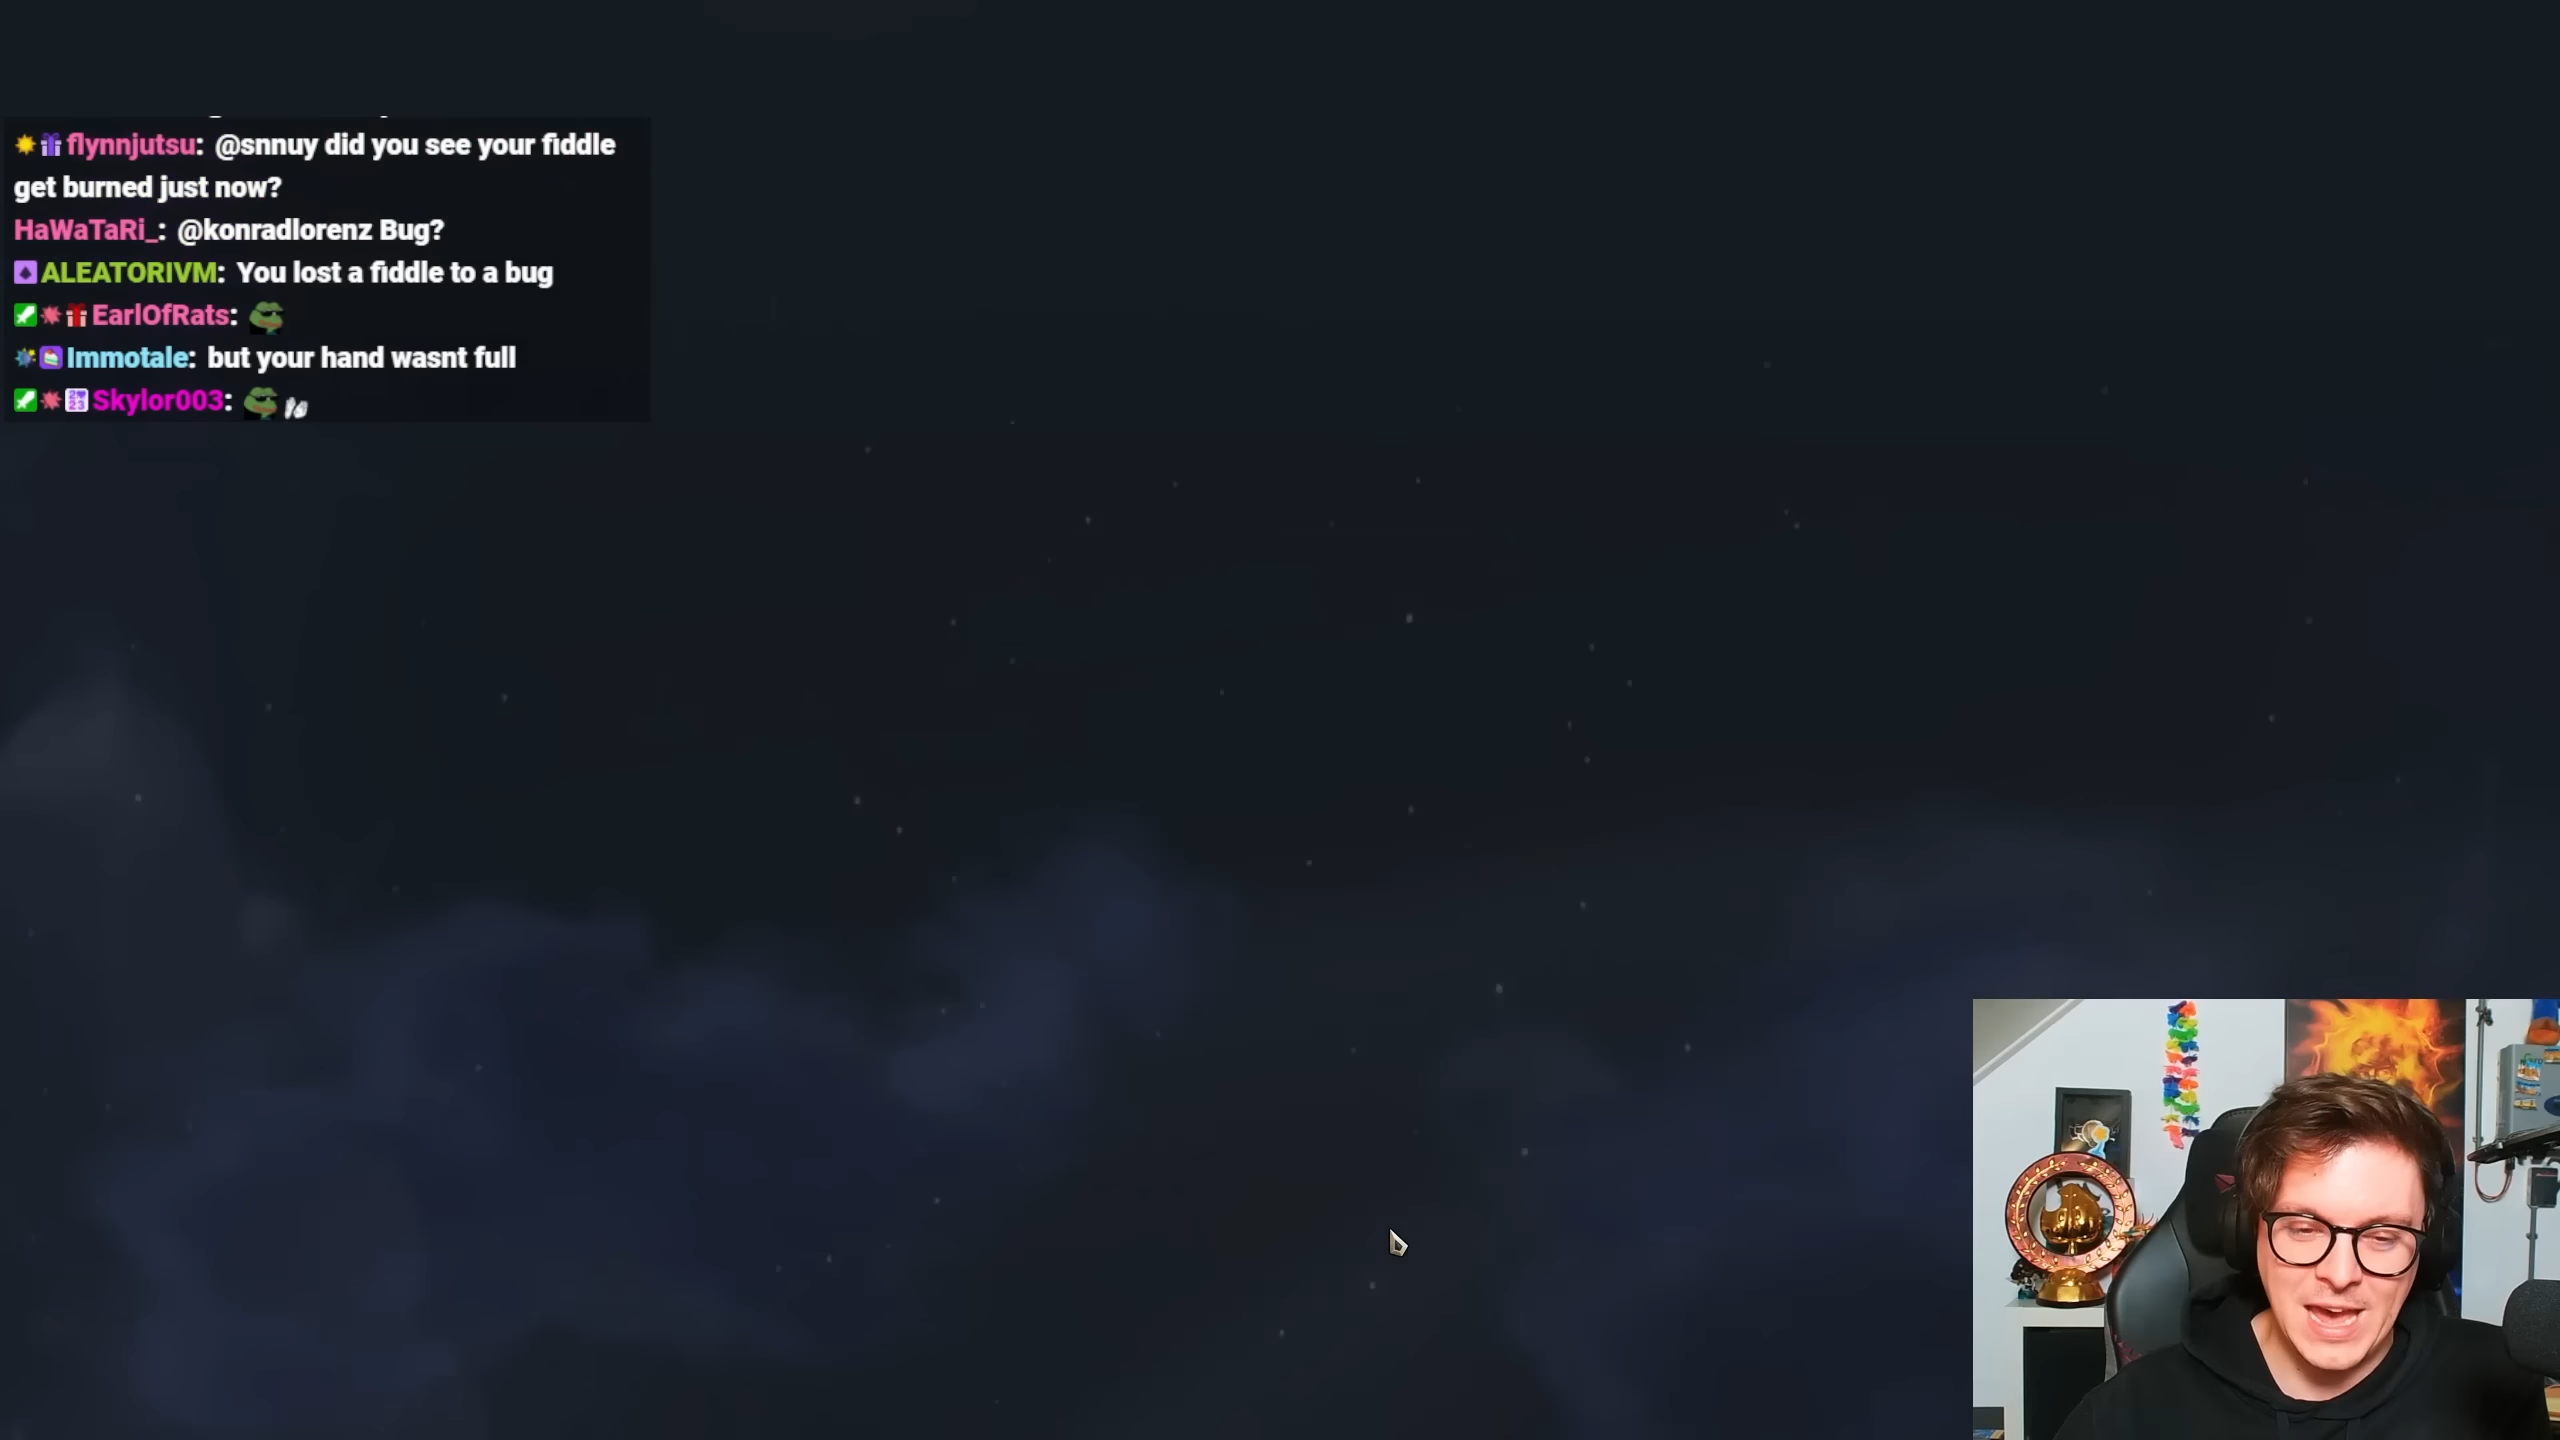 flynnjutsu: @snnuy did you see your fiddle
get burned just now?
HaWaTaRi_: @konradlorenz Bug?
ALEATORIVM: You lost a fiddle to a bug
EarlOfRats:
Immotale: but your hand wasnt full
Skylor003: